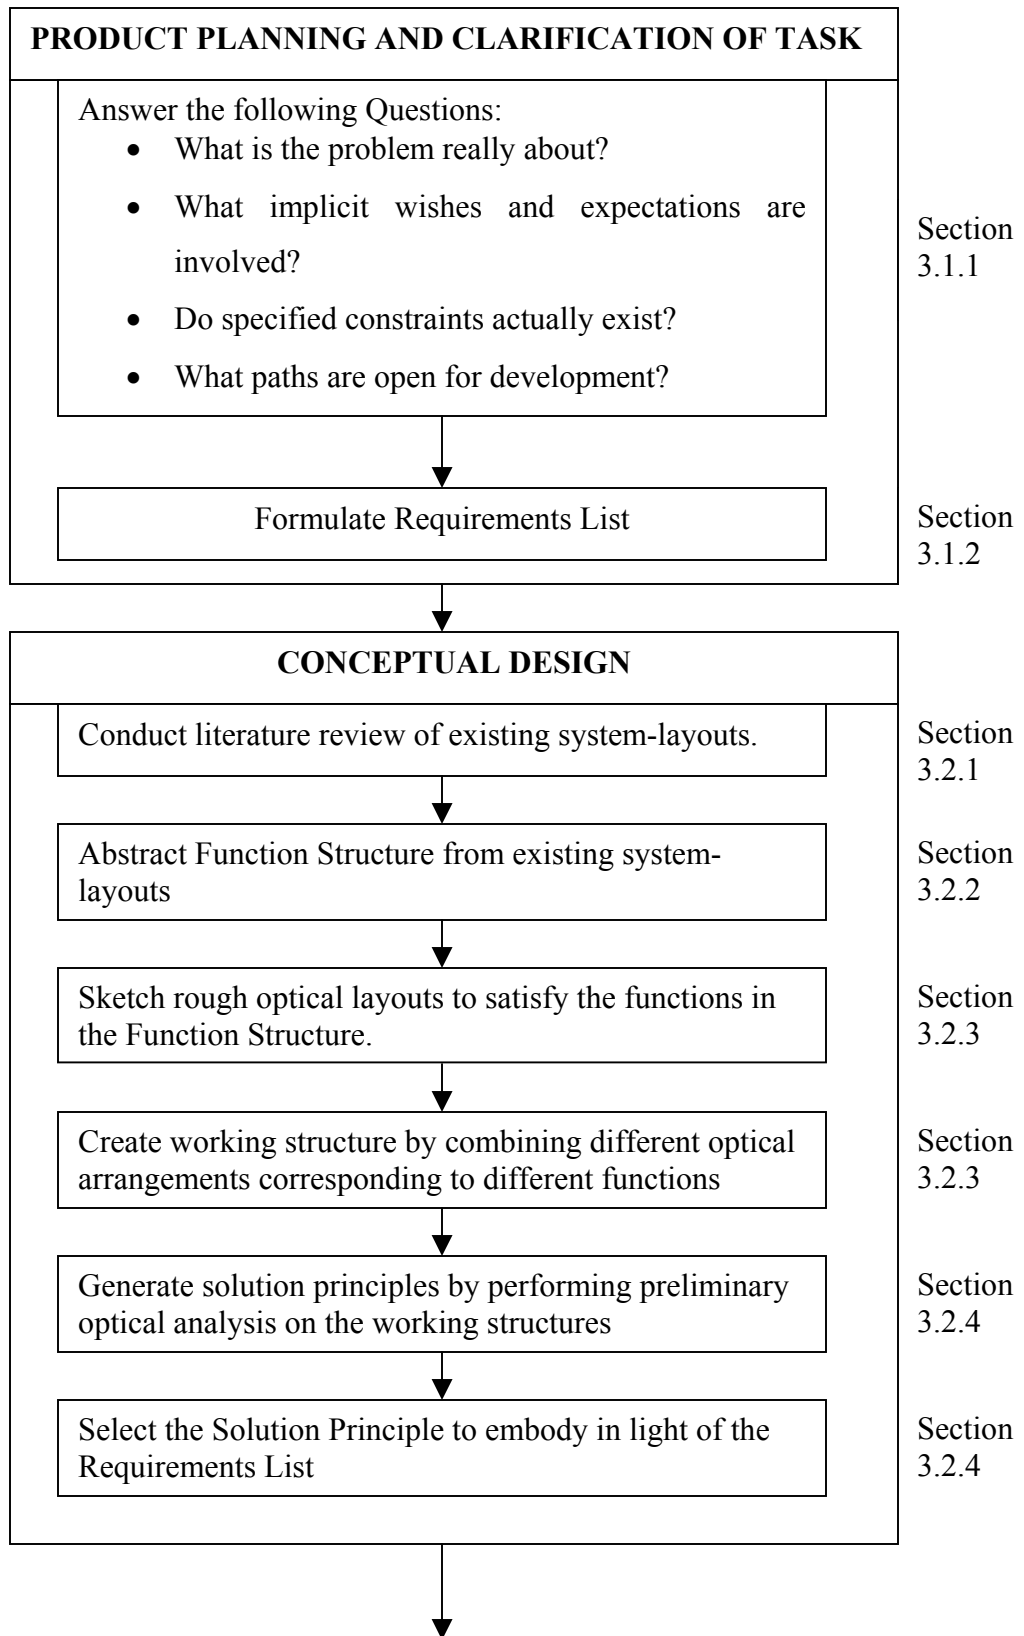 PRODUCT PLANNING AND CLARIFICATION OF TASK
Answer the following Questions:
• What is the problem really about?
• What implicit wishes and expectations are
involved?
• Do specified constraints actually exist?
• What paths are open for development?
Section
3.1.1
Formulate Requirements List
Section
3.1.2
CONCEPTUAL DESIGN
Conduct literature review of existing system-layouts.
Section
3.2.1
Abstract Function Structure from existing system-
layouts
Section
3.2.2
Sketch rough optical layouts to satisfy the functions in
the Function Structure.
Section
3.2.3
Create working structure by combining different optical
arrangements corresponding to different functions
Section
3.2.3
Generate solution principles by performing preliminary
optical analysis on the working structures
Section
3.2.4
Select the Solution Principle to embody in light of the
Requirements List
Section
3.2.4